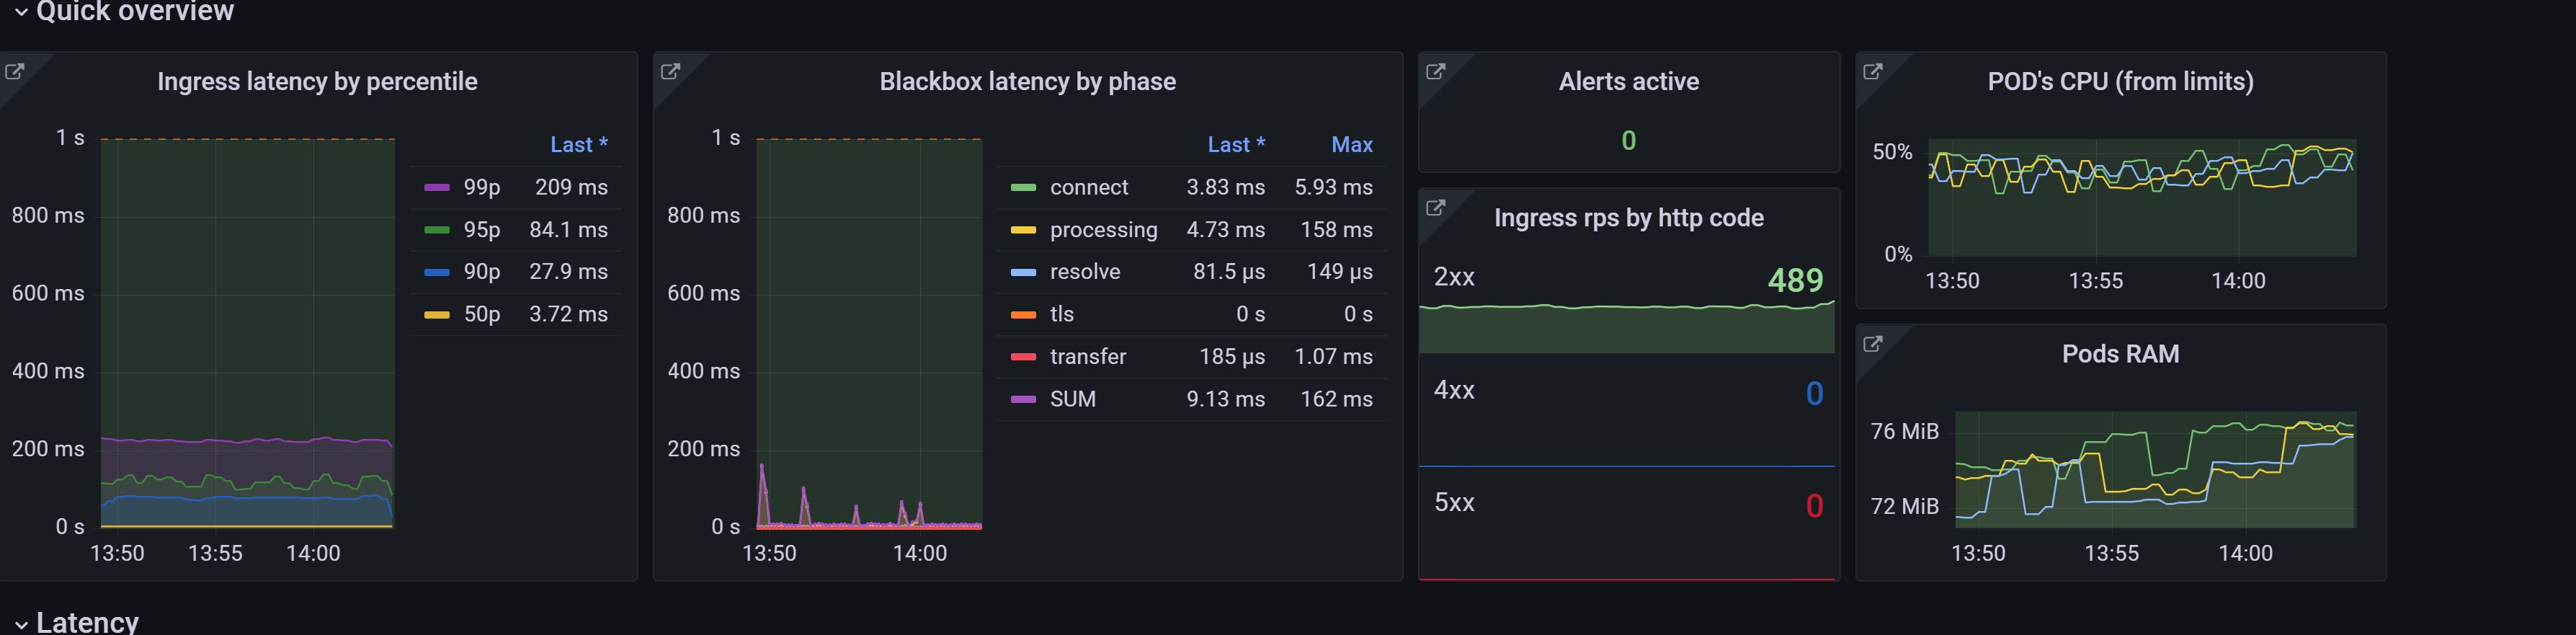 Quick overview
Ingress latency by percentile
1 s
800 ms
600 ms
400 ms
200 ms
0 s
13:50 13:55 14:00
Last *
99p 209 ms
95p 84.1 ms
90p 27.9 ms
50p 3.72 ms
Blackbox latency by phase
1 s
800 ms
600 ms
400 ms
200 ms
0 s
13:50 14:00
Last * Max
connect 3.83 ms 5.93 ms
processing 4.73 ms 158 ms
resolve 81.5 µs 149 µs
tls 0 s 0 s
transfer 185 µs 1.07 ms
SUM 9.13 ms 162 ms
Alerts active
0
Ingress rps by http code
2xx 489
4xx 0
5xx 0
POD's CPU (from limits)
50%
0%
13:50 13:55 14:00
Pods RAM
76 MiB
72 MiB
13:50 13:55 14:00
Latency